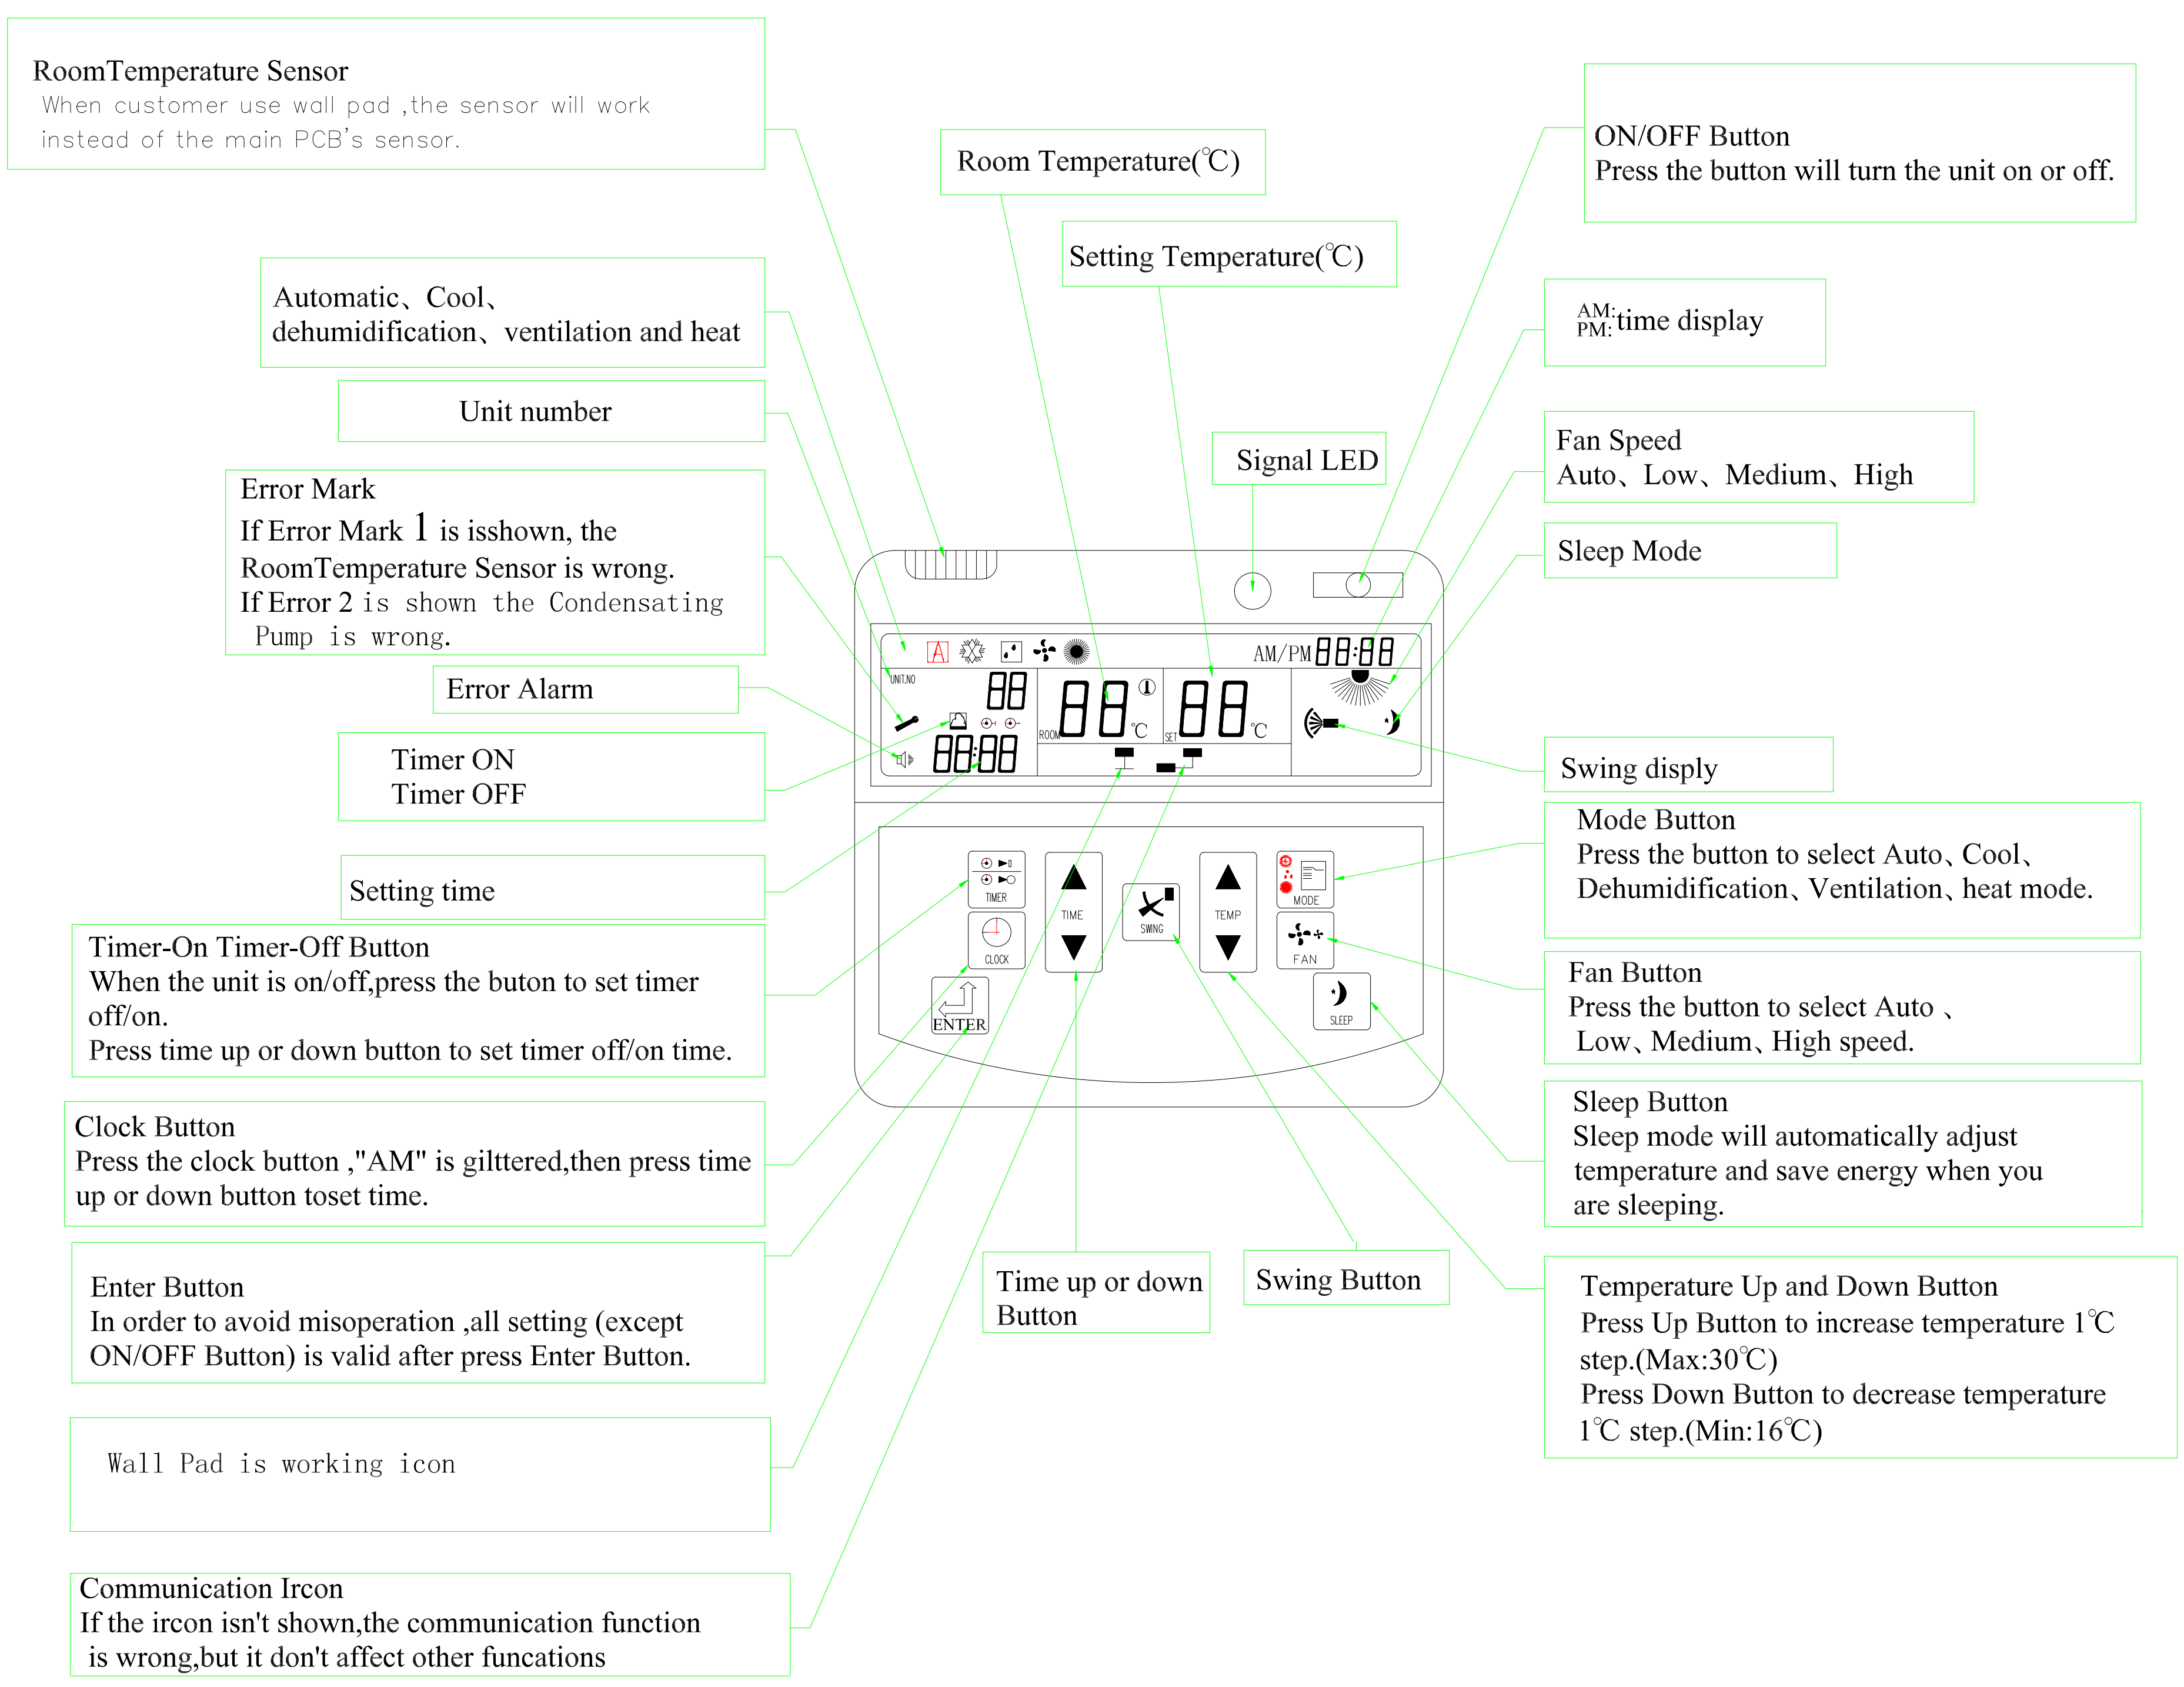 RoomTemperature Sensor
When customer use wall pad ,the sensor will work
instead of the main PCB's sensor.
Room Temperature(℃)
Setting Temperature(℃)
ON/OFF Button
Press the button will turn the unit on or off.
Automatic、Cool、
dehumidification、ventilation and heat
AM:
PM:
time display
Unit number
Fan Speed
Auto、Low、Medium、High
Signal LED
Error Mark
If Error Mark 1 is isshown, the
RoomTemperature Sensor is wrong.
If Error 2 is shown the Condensating
Pump is wrong.
Sleep Mode
Error Alarm
Timer ON
Timer OFF
Swing disply
Setting time
A
AM/PM 88:88
UNIT.NO
88
88:88
ROOM
88
1
℃
SET
88
℃
TIMER
CLOCK
ENTER
TIME
SWING
TEMP
MODE
FAN
SLEEP
Mode Button
Press the button to select Auto、Cool、
Dehumidification、Ventilation、heat mode.
Timer-On Timer-Off Button
When the unit is on/off,press the buton to set timer
off/on.
Press time up or down button to set timer off/on time.
Fan Button
Press the button to select Auto 、
Low、Medium、High speed.
Clock Button
Press the clock button ,"AM" is gilttered,then press time
up or down button toset time.
Sleep Button
Sleep mode will automatically adjust
temperature and save energy when you
are sleeping.
Enter Button
In order to avoid misoperation ,all setting (except
ON/OFF Button) is valid after press Enter Button.
Time up or down
Button
Swing Button
Temperature Up and Down Button
Press Up Button to increase temperature 1℃
step.(Max:30℃)
Press Down Button to decrease temperature
1℃ step.(Min:16℃)
Wall Pad is working icon
Communication Ircon
If the ircon isn't shown,the communication function
is wrong,but it don't affect other funcations